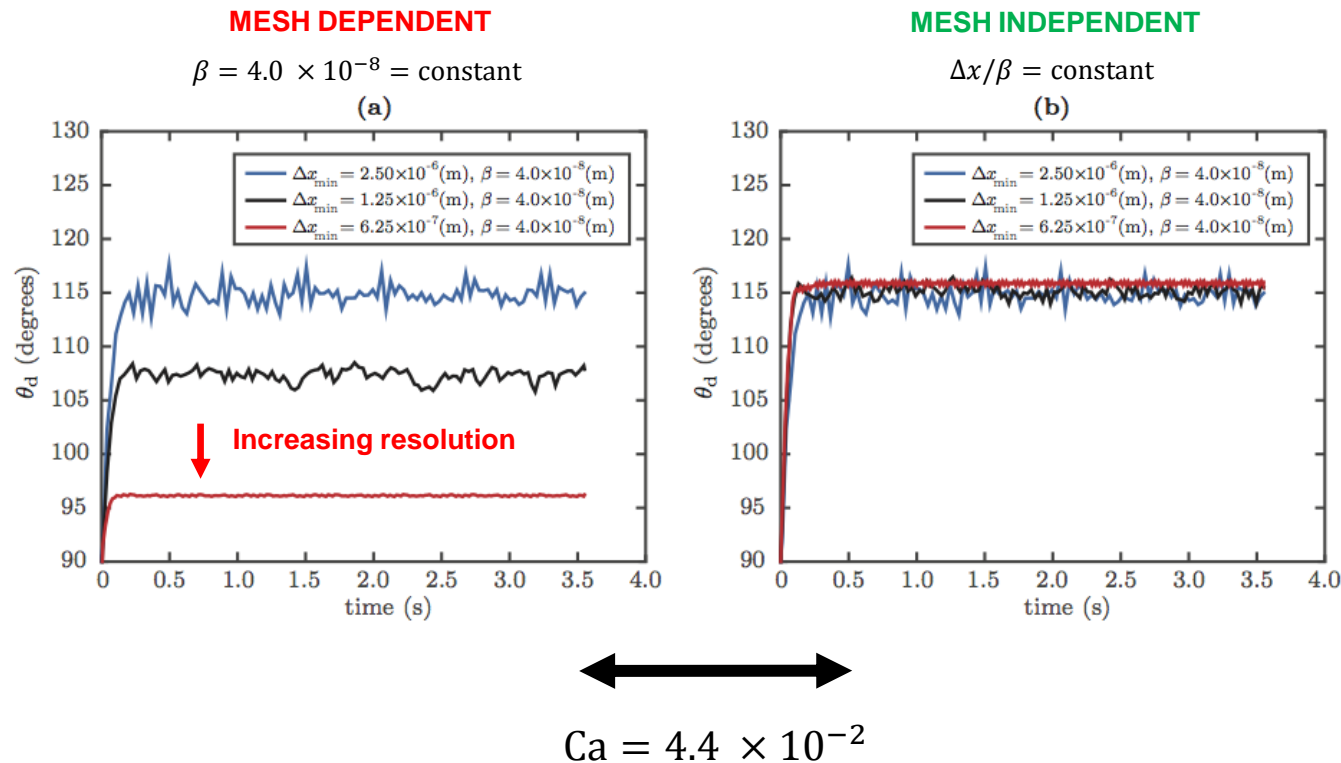 MESH DEPENDENT
β = 4.0 × 10⁻⁸ = constant
(a)
130
125
120
115
110
105
100
95
90
θd (degrees)
Δxmin = 2.50×10⁻⁶(m), β = 4.0×10⁻⁸(m)
Δxmin = 1.25×10⁻⁶(m), β = 4.0×10⁻⁸(m)
Δxmin = 6.25×10⁻⁷(m), β = 4.0×10⁻⁸(m)
Increasing resolution
0 0.5 1.0 1.5 2.0 2.5 3.0 3.5 4.0
time (s)
MESH INDEPENDENT
Δx/β = constant
(b)
130
125
120
115
110
105
100
95
90
θd (degrees)
Δxmin = 2.50×10⁻⁶(m), β = 4.0×10⁻⁸(m)
Δxmin = 1.25×10⁻⁶(m), β = 4.0×10⁻⁸(m)
Δxmin = 6.25×10⁻⁷(m), β = 4.0×10⁻⁸(m)
0 0.5 1.0 1.5 2.0 2.5 3.0 3.5 4.0
time (s)
Ca = 4.4 × 10⁻²